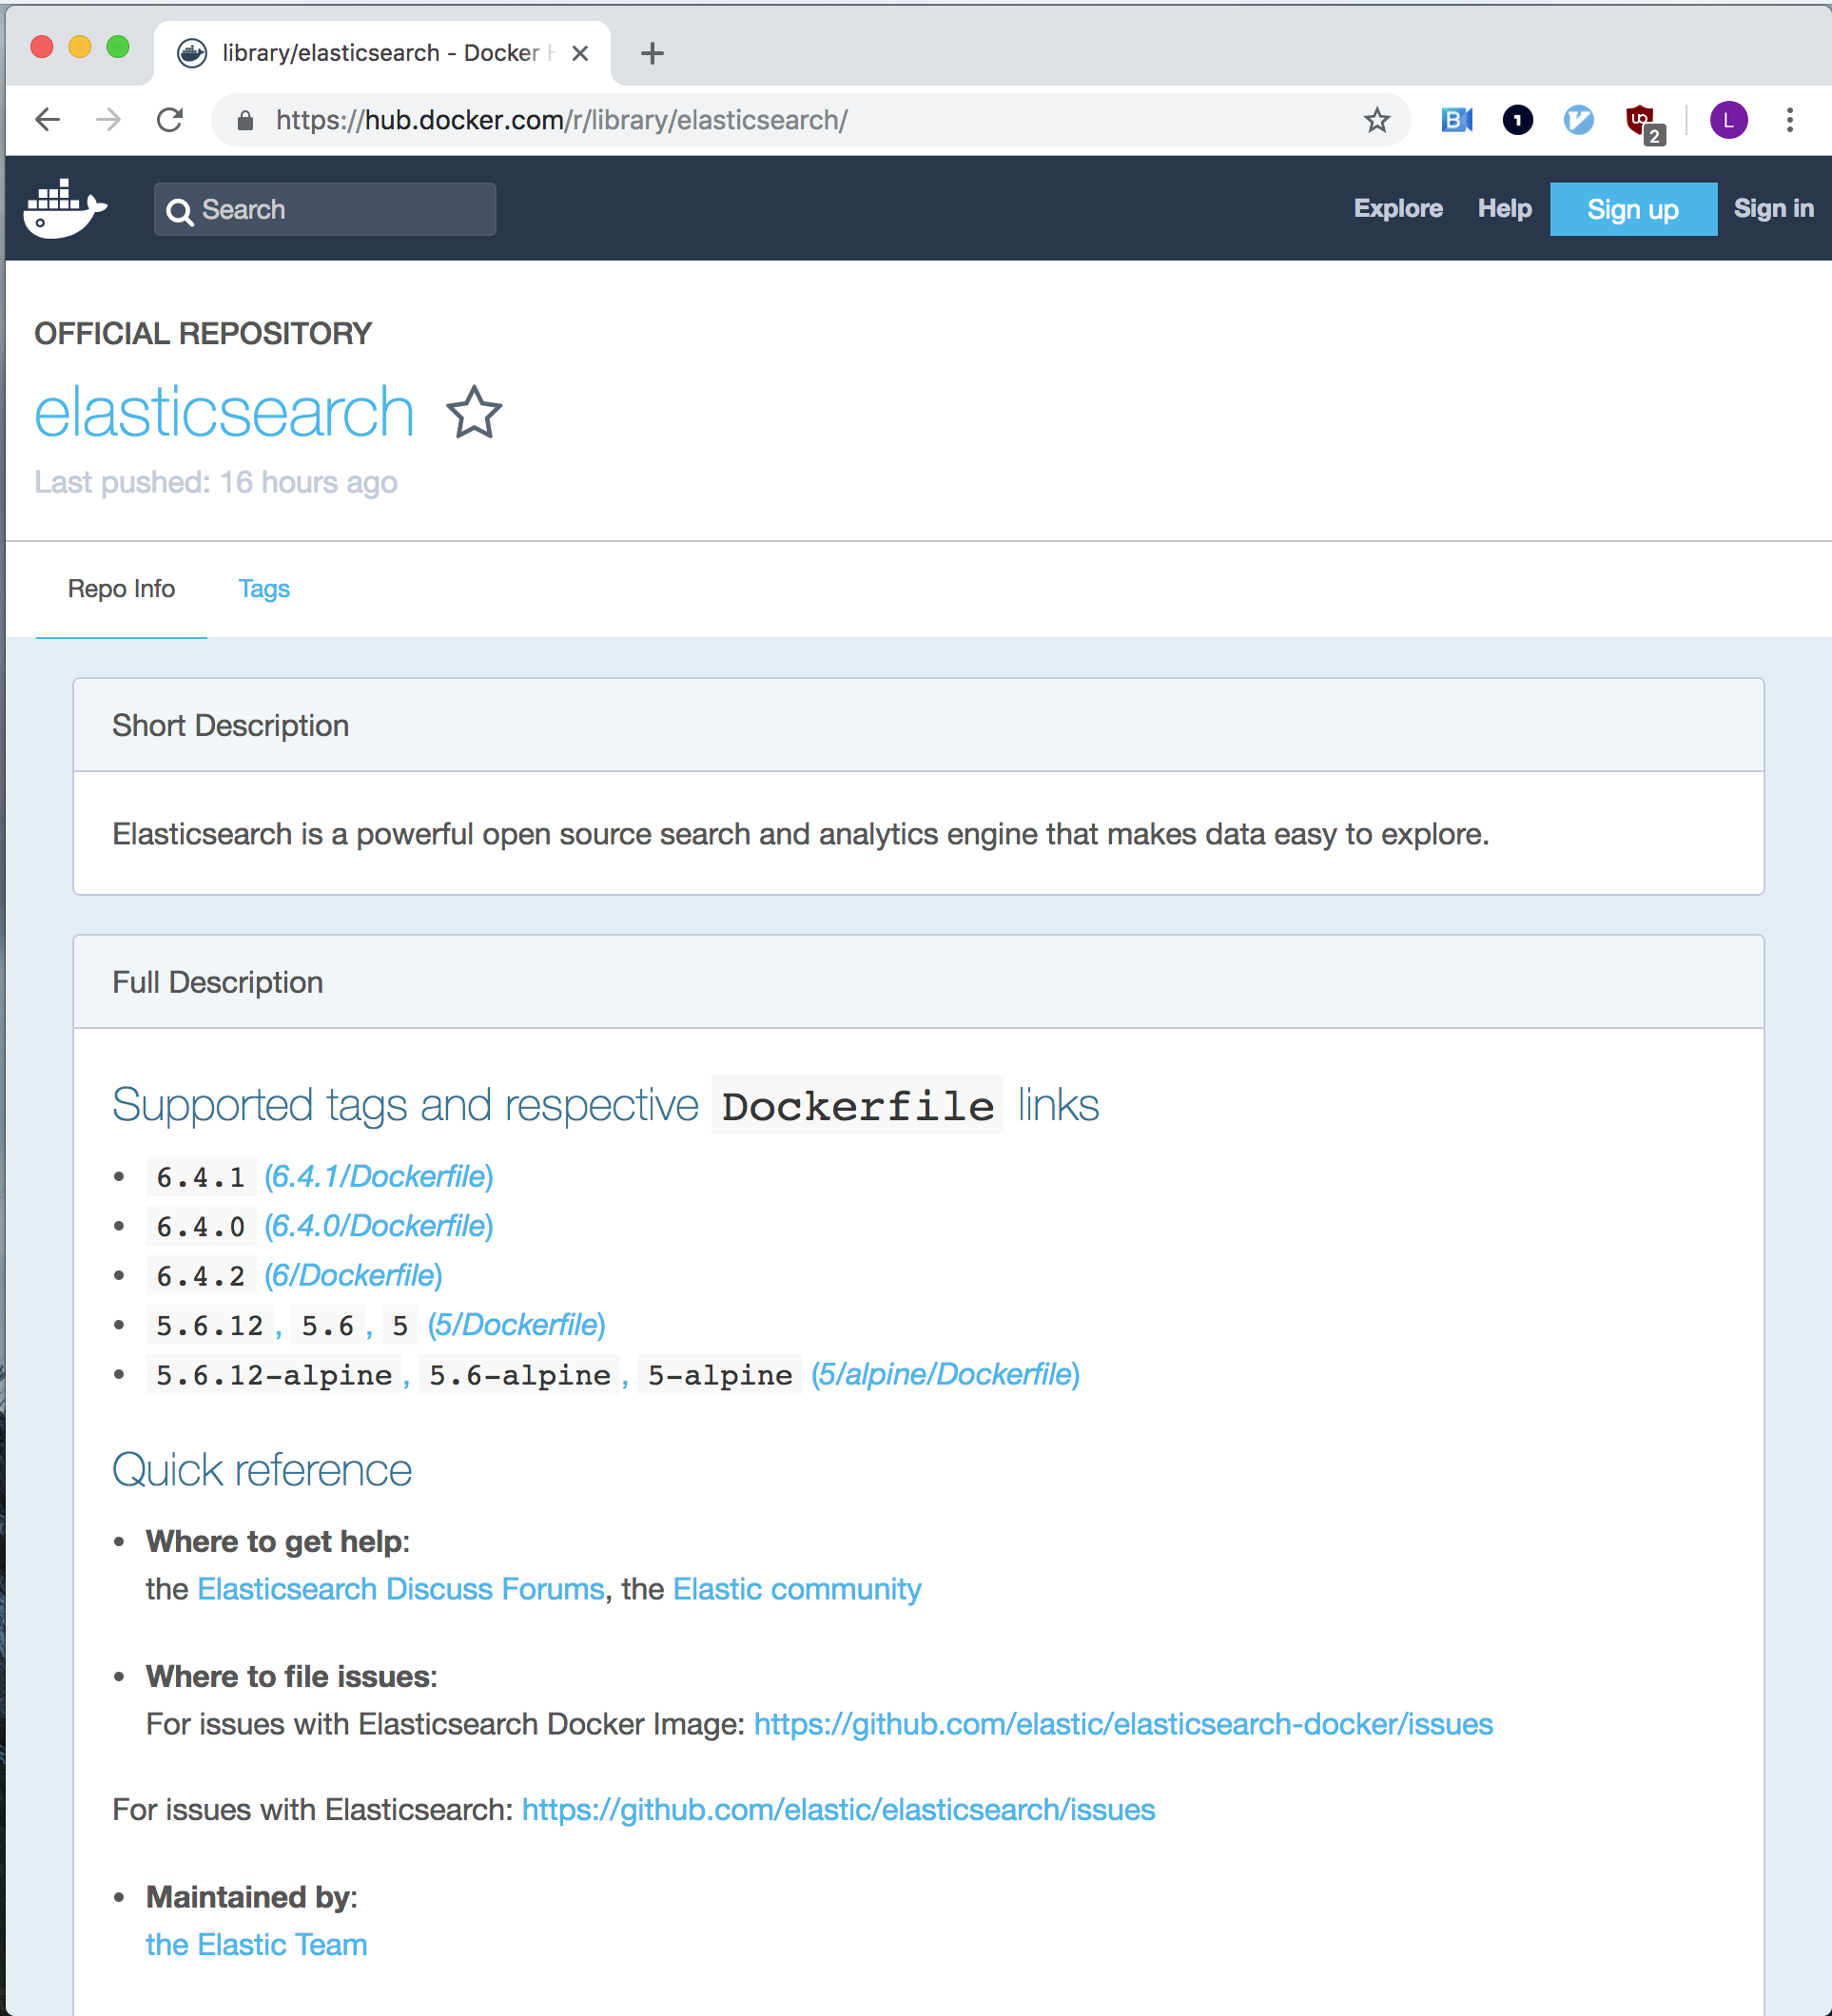 library/elasticsearch - Docker H
https://hub.docker.com/r/library/elasticsearch/
B
1
2
L
Search
Explore
Help
Sign up
Sign in
OFFICIAL REPOSITORY
elasticsearch
Last pushed: 16 hours ago
Repo Info
Tags
Short Description
Elasticsearch is a powerful open source search and analytics engine that makes data easy to explore.
Full Description
Supported tags and respective Dockerfile links
• 6.4.1 (6.4.1/Dockerfile)
• 6.4.0 (6.4.0/Dockerfile)
• 6.4.2 (6/Dockerfile)
• 5.6.12, 5.6, 5 (5/Dockerfile)
• 5.6.12-alpine, 5.6-alpine, 5-alpine (5/alpine/Dockerfile)
Quick reference
• Where to get help:
the Elasticsearch Discuss Forums, the Elastic community
• Where to file issues:
For issues with Elasticsearch Docker Image: https://github.com/elastic/elasticsearch-docker/issues
For issues with Elasticsearch: https://github.com/elastic/elasticsearch/issues
• Maintained by:
the Elastic Team